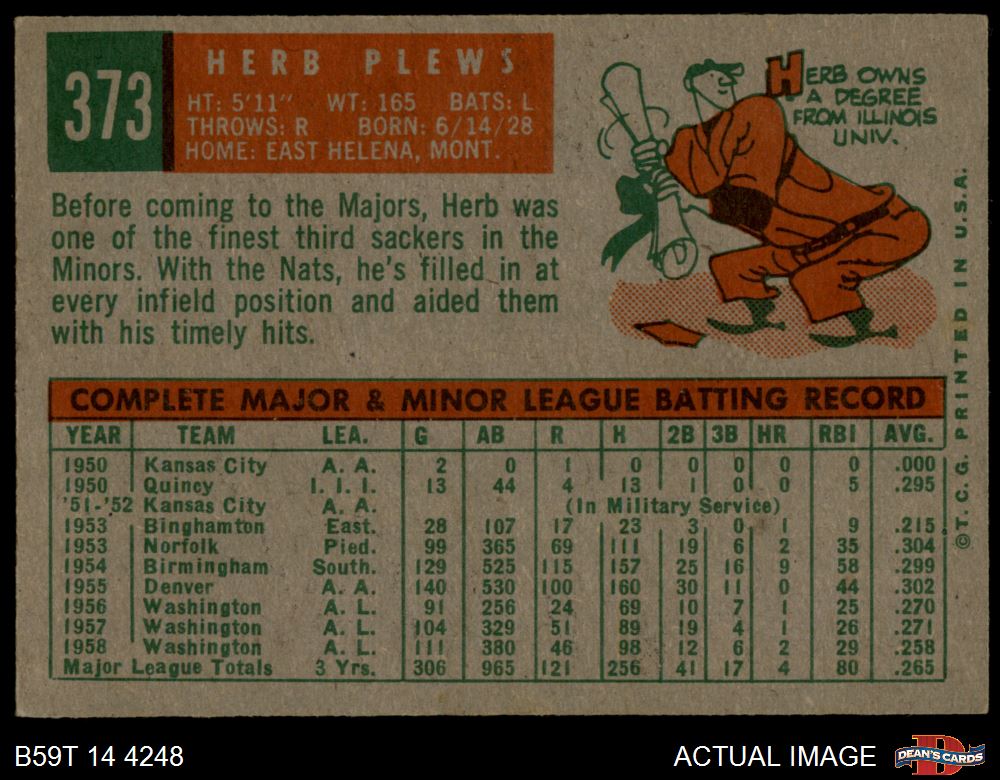 373
HERB PLEWS
HT: 5'11" WT: 165 BATS: L
THROWS: R BORN: 6/14/28
HOME: EAST HELENA, MONT.
HERB OWNS
A DEGREE
FROM ILLINOIS
UNIV.
Before coming to the Majors, Herb was
one of the finest third sackers in the
Minors. With the Nats, he's filled in at
every infield position and aided them
with his timely hits.
COMPLETE MAJOR & MINOR LEAGUE BATTING RECORD
YEAR TEAM LEA. G AB R H 2B 3B HR RBI AVG.
1950 Kansas City A. A. 2 0 1 0 0 0 0 0 .000
1950 Quincy I. I. I. 13 44 4 13 1 0 0 5 .295
'51-'52 Kansas City A. A. (In Military Service)
1953 Binghamton East. 28 107 17 23 3 0 1 9 .215
1953 Norfolk Pied. 99 365 69 111 19 6 2 35 .304
1954 Birmingham South. 129 525 115 157 25 16 9 58 .299
1955 Denver A. A. 140 530 100 160 30 11 0 44 .302
1956 Washington A. L. 91 256 24 69 10 7 1 25 .270
1957 Washington A. L. 104 329 51 89 19 4 1 26 .271
1958 Washington A. L. 111 380 46 98 12 6 2 29 .258
Major League Totals 3 Yrs. 306 965 121 256 41 17 4 80 .265
©T. C. G. PRINTED IN U.S.A.
B59T 14 4248
ACTUAL IMAGE
D
DEAN'S CARDS